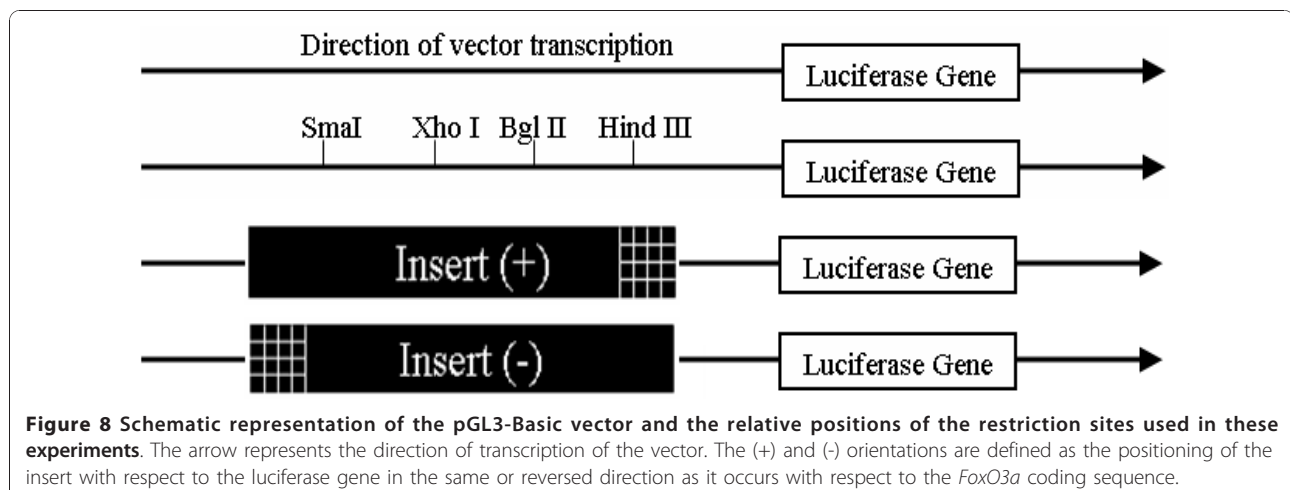 Direction of vector transcription
Luciferase Gene
SmaI Xho I Bgl II Hind III
Luciferase Gene
Insert (+)
Luciferase Gene
Insert (-)
Luciferase Gene
Figure 8 Schematic representation of the pGL3-Basic vector and the relative positions of the restriction sites used in these
experiments. The arrow represents the direction of transcription of the vector. The (+) and (-) orientations are defined as the positioning of the
insert with respect to the luciferase gene in the same or reversed direction as it occurs with respect to the FoxO3a coding sequence.